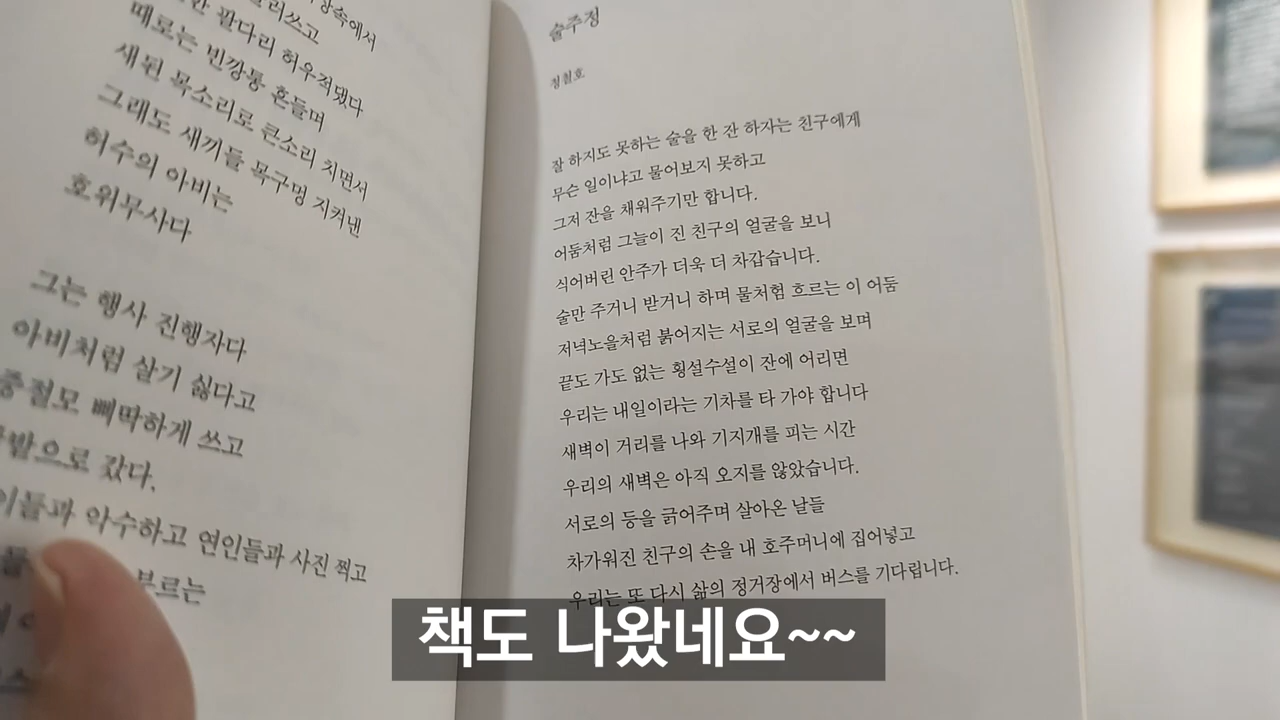 때로는 빈깡통 흔들며
새된 목소리로 큰소리 치면서
그래도 새끼들 목구멍 지켜낸
허수의 아비는
호위무사다
그는 행사 진행자다
아비처럼 살기 싫다고
중절모 삐딱하게 쓰고
갔다.
악수하고 연인들과 사진 찍고
부르는
술주정
정철호
잘 하지도 못하는 술을 한 잔 하자는 친구에게
무슨 일이냐고 물어보지 못하고
그저 잔을 채워주기만 합니다.
어둠처럼 그늘이 진 친구의 얼굴을 보니
식어버린 안주가 더욱 더 차갑습니다.
술만 주거니 받거니 하며 물처럼 흐르는 이 어둠
저녁노을처럼 붉어지는 서로의 얼굴을 보며
끝도 가도 없는 횡설수설이 잔에 어리면
우리는 내일이라는 기차를 타 가야 합니다
새벽이 거리를 나와 기지개를 피는 시간
우리의 새벽은 아직 오지를 않았습니다.
서로의 등을 긁어주며 살아온 날들
차가워진 친구의 손을 내 호주머니에 집어넣고
우리는 또 다시 삶의 정거장에서 버스를 기다립니다.
책도 나왔네요~~